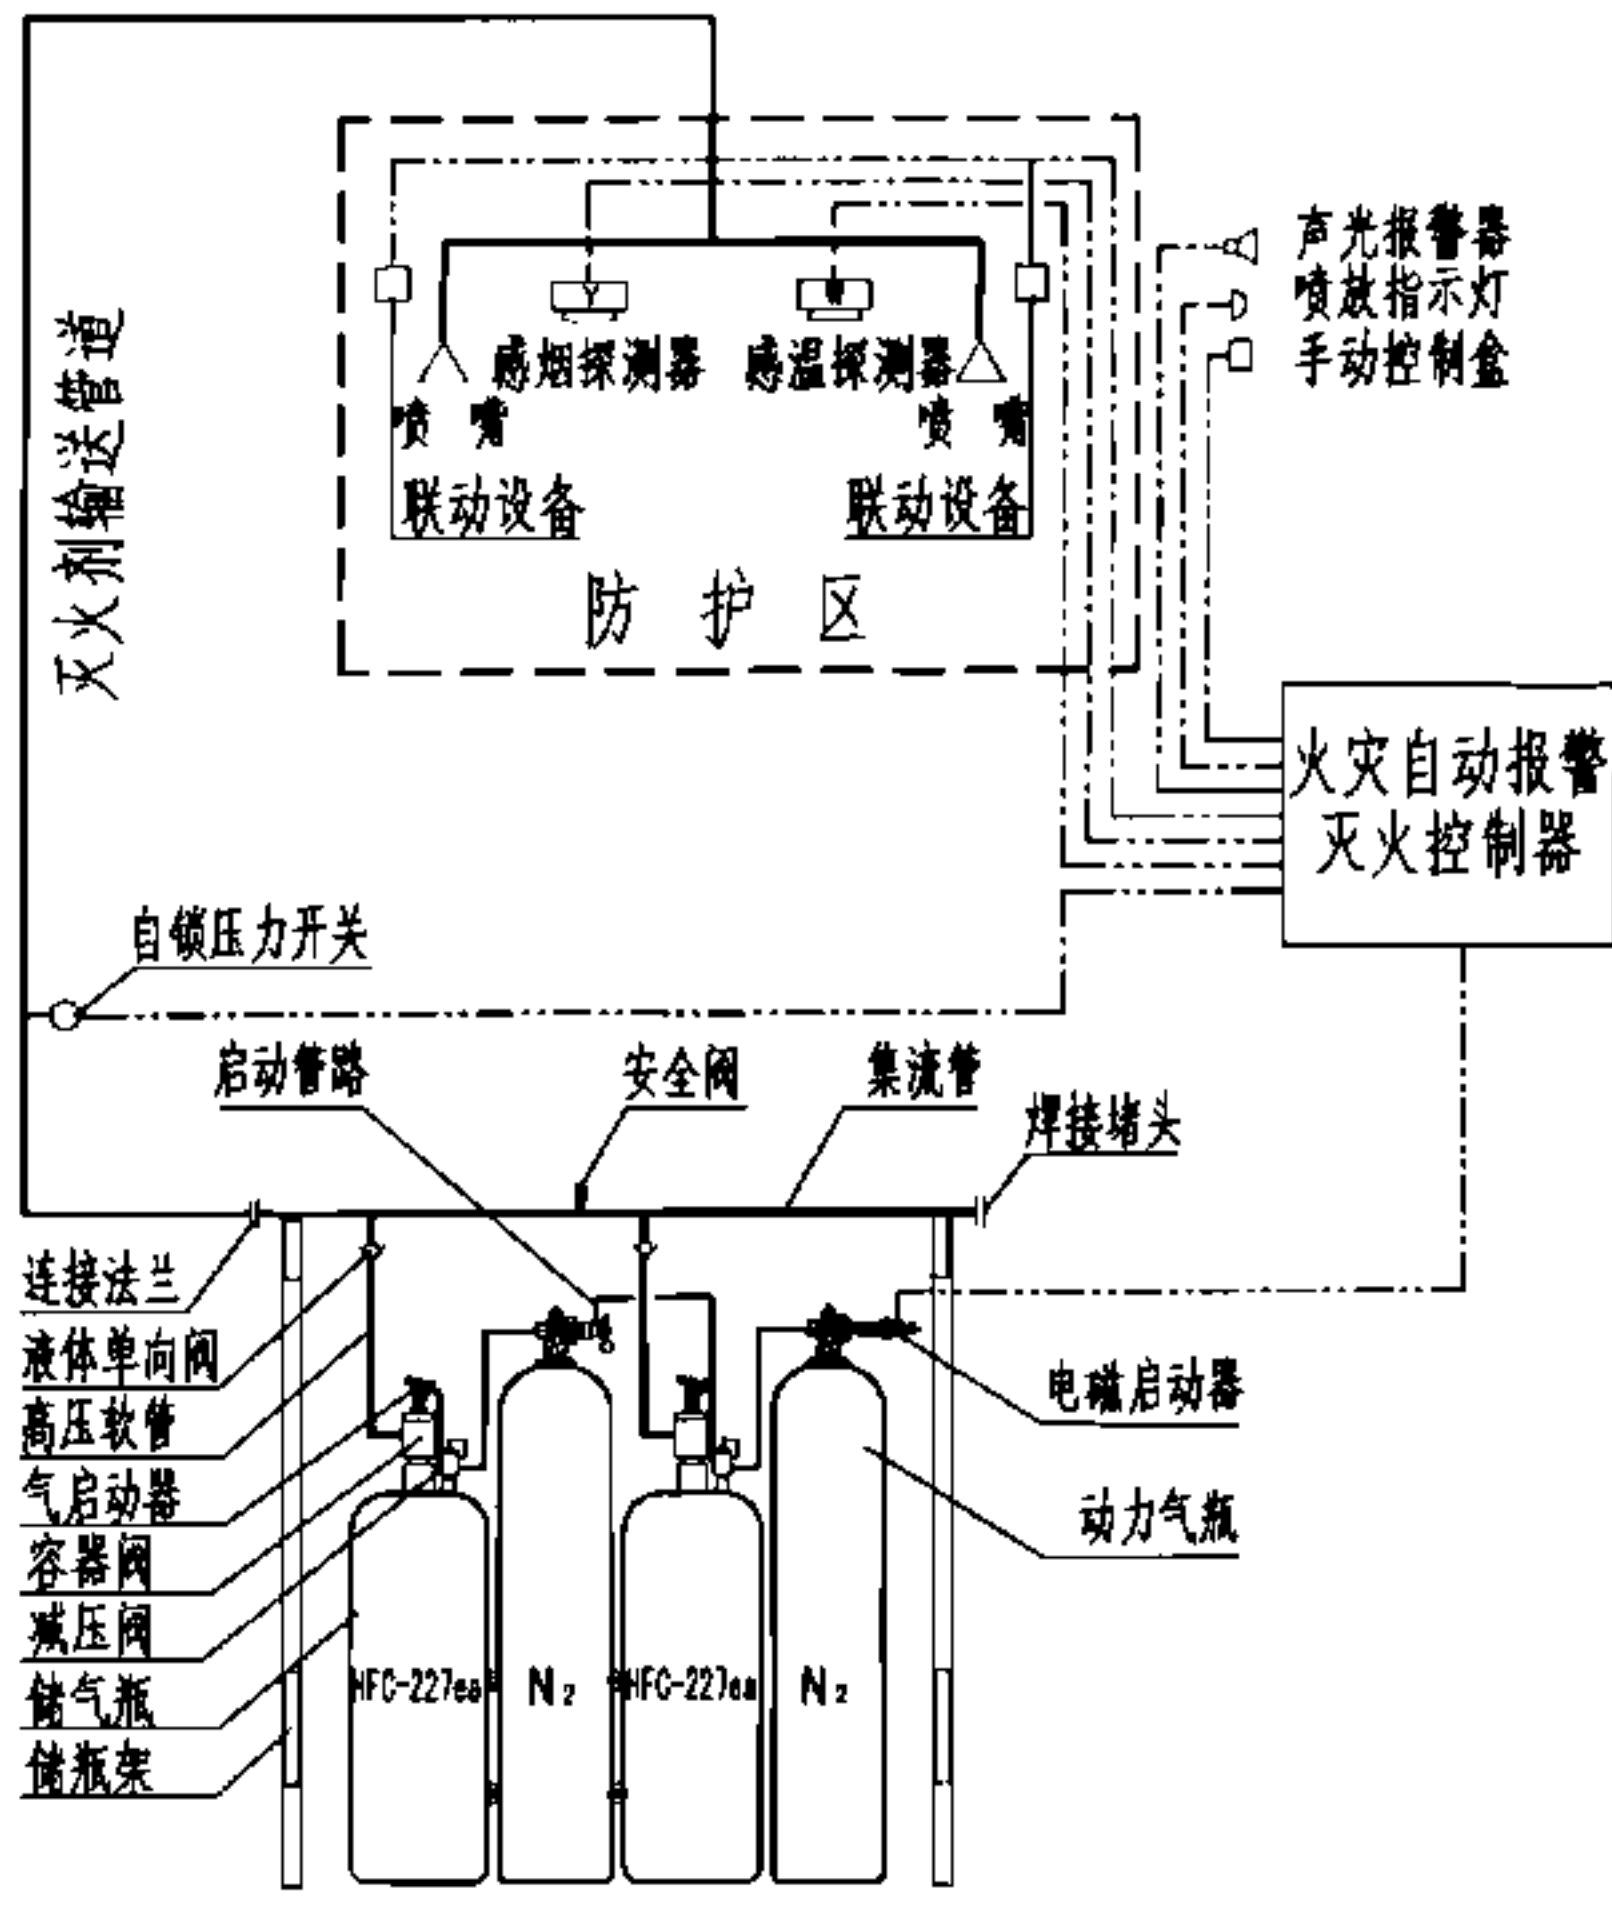 灭火剂输送管道
声光报警器
喷放指示灯
手动控制盒
感烟探测器
感温探测器
喷嘴
喷嘴
联动设备
联动设备
防护区
火灾自动报警
灭火控制器
自锁压力开关
启动管路
安全阀
集流管
焊接堵头
连接法兰
液体单向阀
高压软管
气启动器
容器阀
减压阀
储气瓶
储瓶架
电磁启动器
动力气瓶
HFC-227ea
N2
HFC-227ea
N2